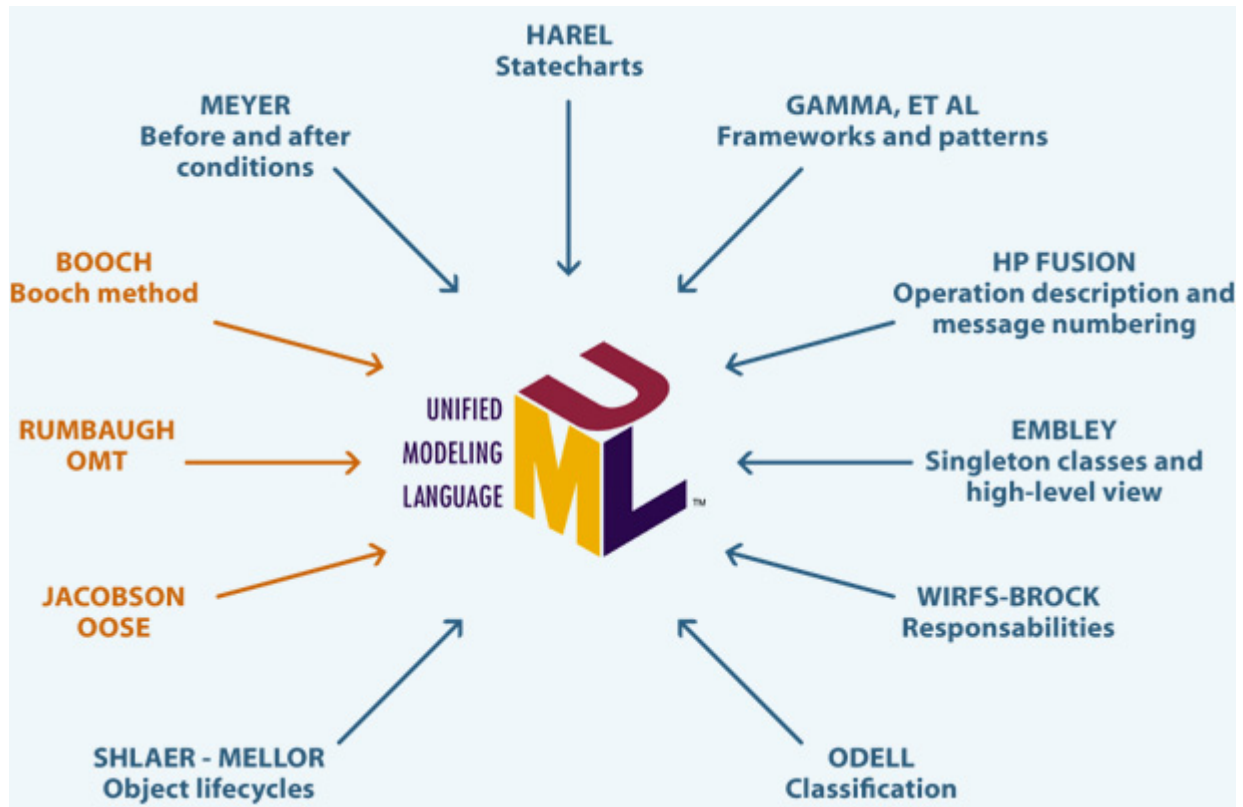 HAREL
Statecharts
MEYER
Before and after
conditions
GAMMA, ET AL
Frameworks and patterns
BOOCH
Booch method
HP FUSION
Operation description and
message numbering
UNIFIED
MODELING
LANGUAGE
UML
TM
RUMBAUGH
OMT
EMBLEY
Singleton classes and
high-level view
JACOBSON
OOSE
WIRFS-BROCK
Responsabilities
SHLAER - MELLOR
Object lifecycles
ODELL
Classification